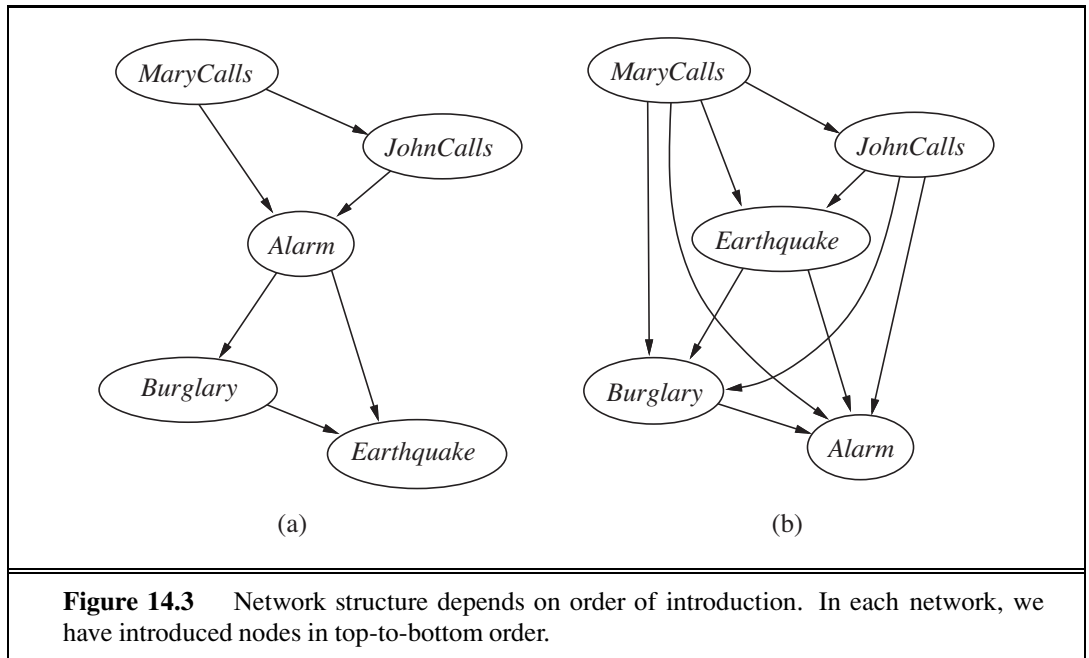 MaryCalls
JohnCalls
Alarm
Burglary
Earthquake
(a)
MaryCalls
JohnCalls
Earthquake
Burglary
Alarm
(b)
Figure 14.3 Network structure depends on order of introduction. In each network, we
have introduced nodes in top-to-bottom order.